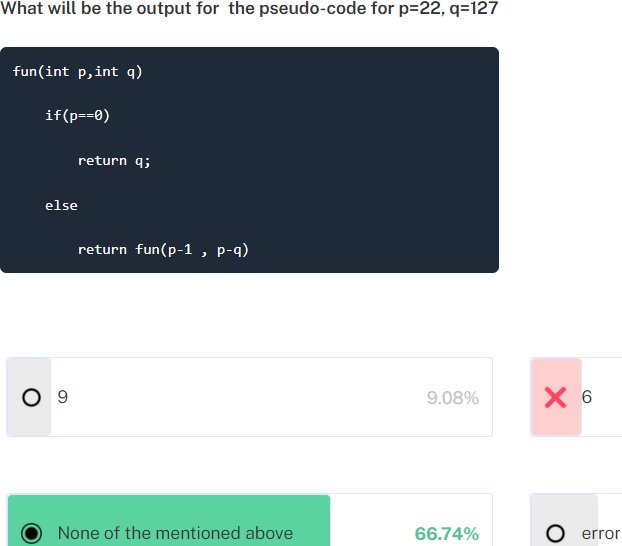 What will be the output for the pseudo-code for p=22, q=127
fun(int p,int q)
if(p==0)
return q;
else
return fun(p-1 , p-q)
9 9.08%
6
None of the mentioned above 66.74%
error